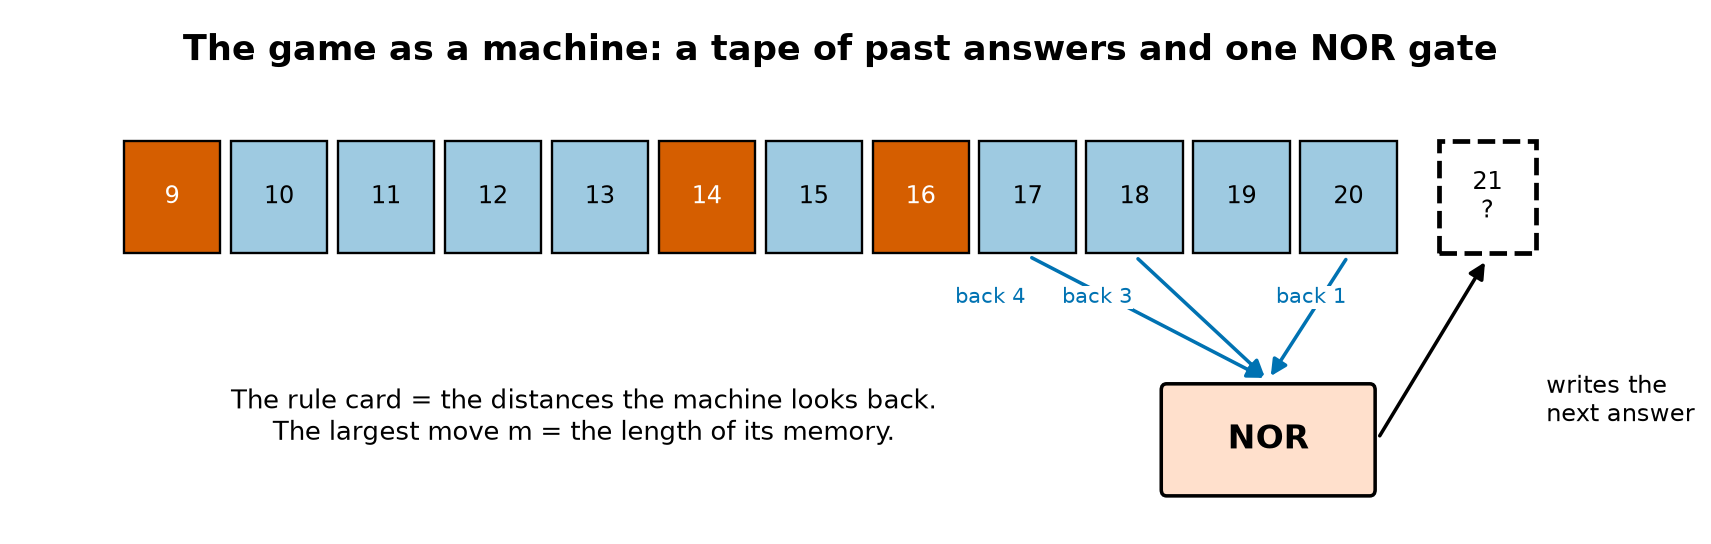 The game as a machine: a tape of past answers and one NOR gate
9 10 11 12 13 14 15 16 17 18 19 20 21
?
back 4 back 3 back 1
The rule card = the distances the machine looks back.
The largest move m = the length of its memory.
NOR
writes the
next answer